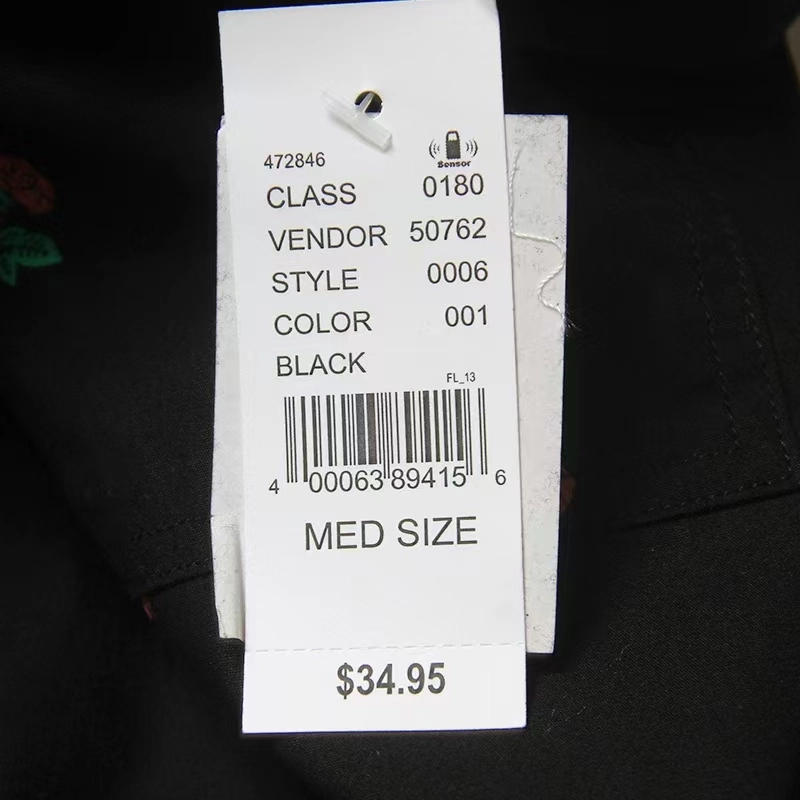 472846
Sensor
CLASS 0180
VENDOR 50762
STYLE 0006
COLOR 001
BLACK
FL_13
4 00063 89415 6
MED SIZE
$34.95